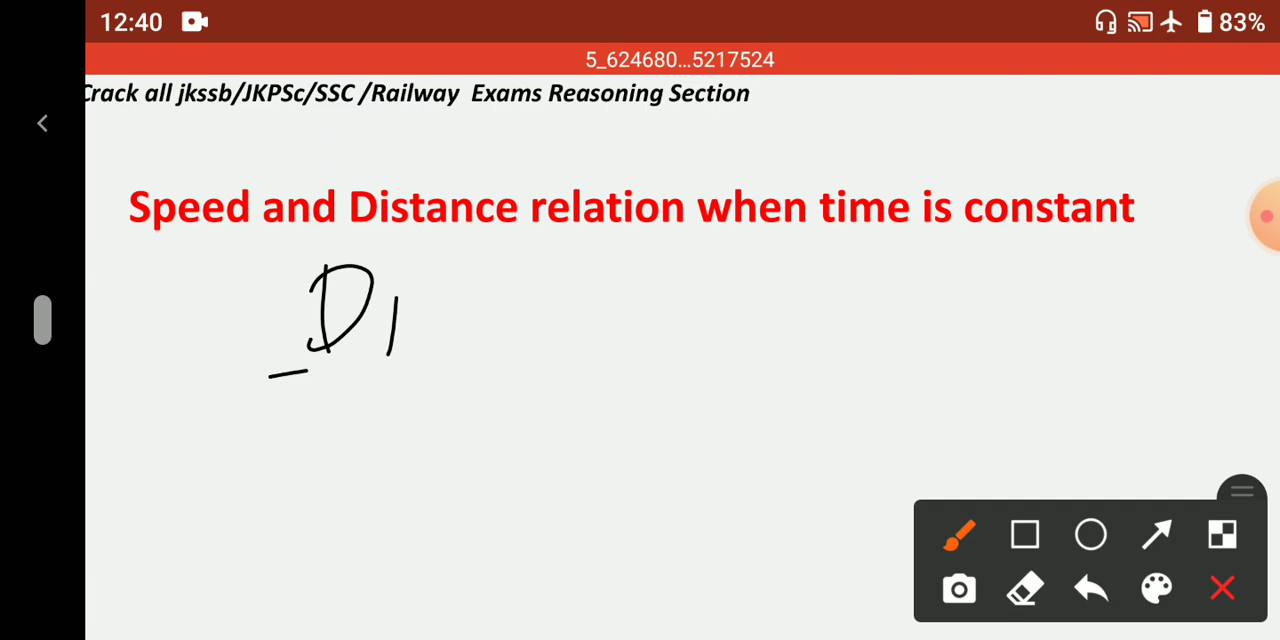 12:40 83%
5_624680...5217524
Crack all jkssb/JKPSc/SSC /Railway Exams Reasoning Section
Speed and Distance relation when time is constant
D1